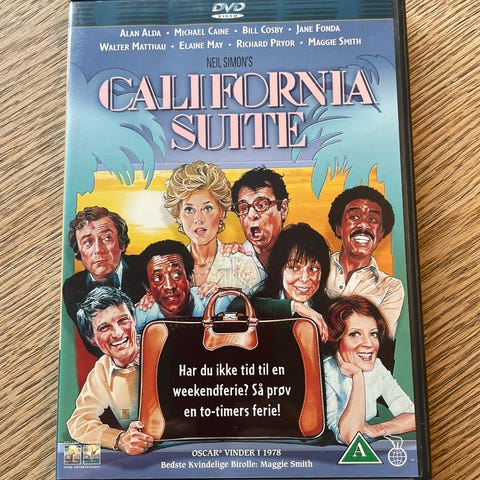 DVD
VIDEO
ALAN ALDA • MICHAEL CAINE • BILL COSBY • JANE FONDA
WALTER MATTHAU • ELAINE MAY • RICHARD PRYOR • MAGGIE SMITH
NEIL SIMON'S
CALIFORNIA
SUITE
Har du ikke tid til en
weekendferie? Så prøv
en to-timers ferie!
OSCAR® VINDER I 1978
Bedste Kvindelige Birolle: Maggie Smith
A